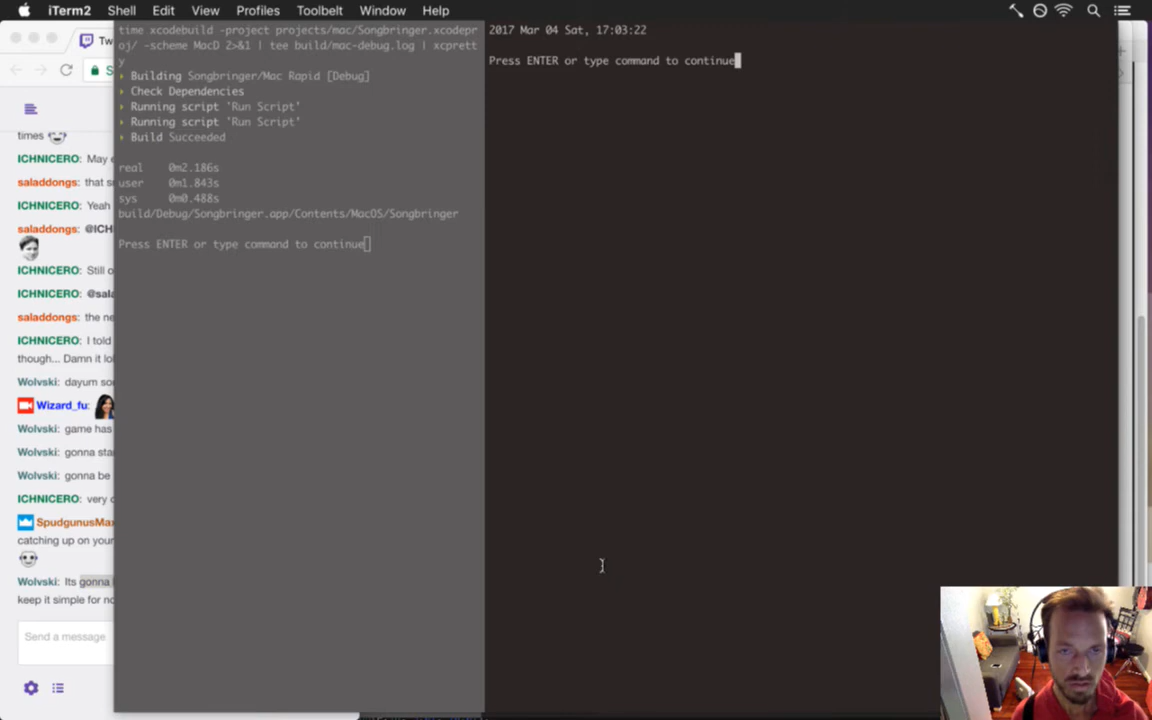 iTerm2 Shell Edit View Profiles Toolbelt Window Help
Tw
S
times
ICHNICERO: May
saladdongs: that
ICHNICERO: Yeah
saladdongs: @ICH
ICHNICERO: Still
ICHNICERO: @sal
saladdongs: the
ICHNICERO: I told
though... Damn it
Wolvski: dayum
Wizard_fu:
Wolvski: game has
Wolvski: gonna
Wolvski: gonna be
ICHNICERO: very
SpudgunusMa
catching up on your
Wolvski: Its gonna
keep it simple for
Send a message
time xcodebuild -project projects/mac/Songbringer.xcodepr
oj/ -scheme MacD 2>&1 | tee build/mac-debug.log | xcprett
y
› Building Songbringer/Mac Rapid [Debug]
› Check Dependencies
› Running script 'Run Script'
› Running script 'Run Script'
› Build Succeeded
real 0m2.186s
user 0m1.843s
sys 0m0.488s
build/Debug/Songbringer.app/Contents/MacOS/Songbringer
Press ENTER or type command to continue
2017 Mar 04 Sat, 17:03:22
Press ENTER or type command to continue